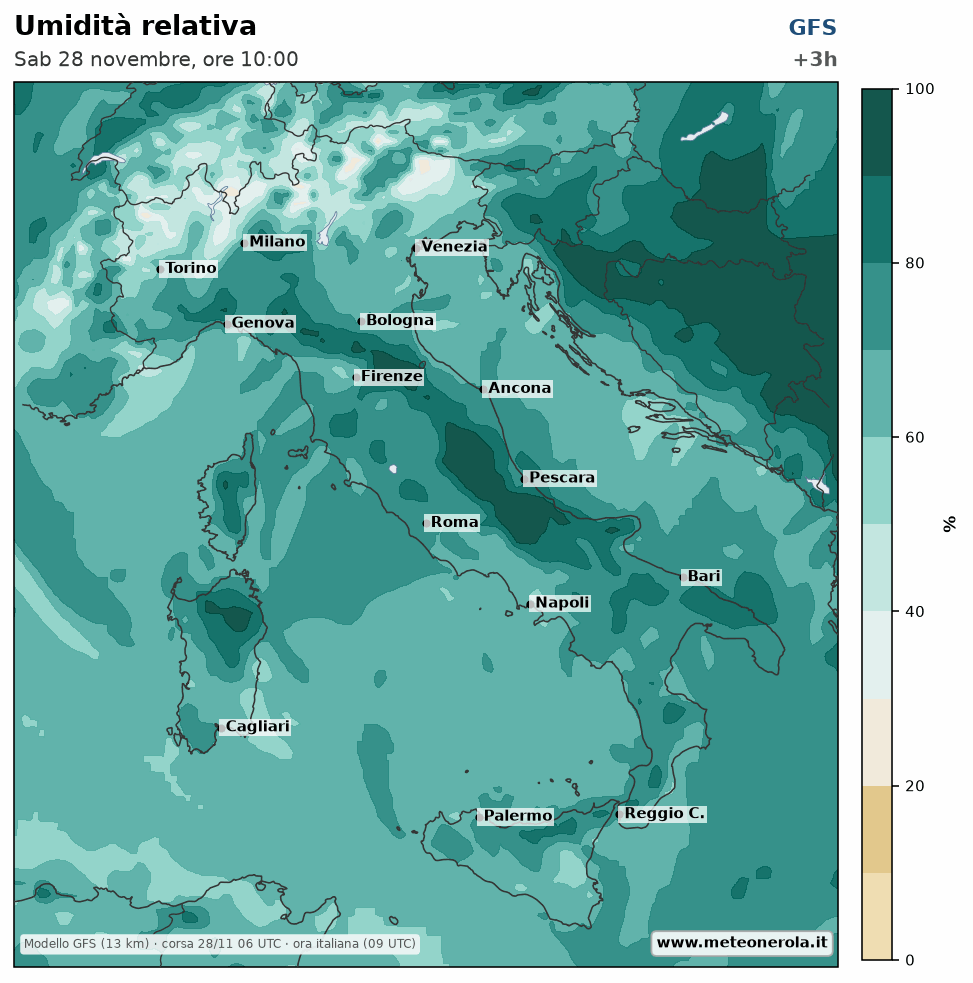 Umidità relativa
GFS
Sab 28 novembre, ore 10:00
+3h
100
80
60
40
20
0
%
Milano
Venezia
Torino
Genova
Bologna
Firenze
Ancona
Pescara
Roma
Bari
Napoli
Cagliari
Palermo
Reggio C.
Modello GFS (13 km) · corsa 28/11 06 UTC · ora italiana (09 UTC)
www.meteonerola.it